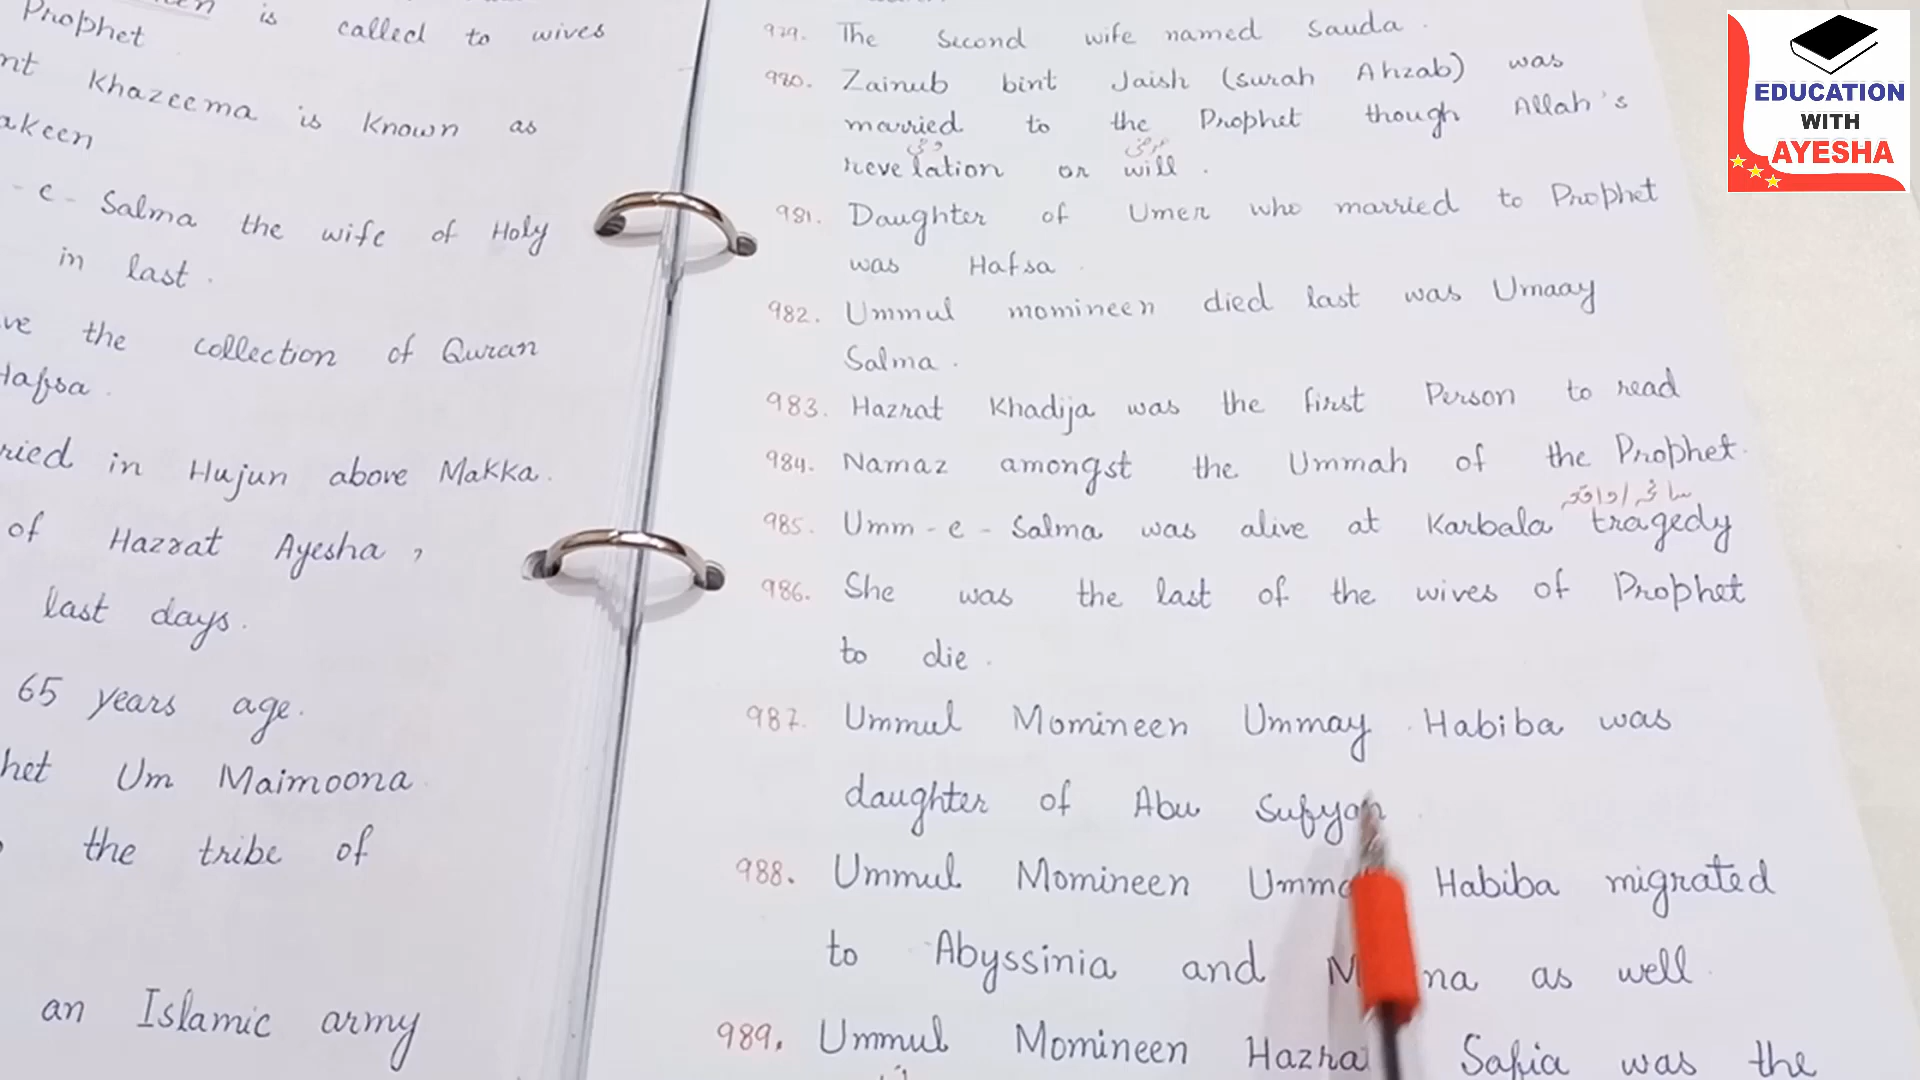 is called to wives
Prophet
nt Khazeema is known as
akeen
- e - Salma the wife of Holy
in last.
ve the collection of Quran
Hafsa.
ried in Hujun above Makka.
of Hazrat Ayesha,
last days.
65 years age.
het Um Maimoona
the tribe of
an Islamic army
979. The second wife named Sauda.
980. Zainub bint Jaish (surah Ahzab) was
married to the Prophet though Allah's
وحی مرضی
revelation or will.
981. Daughter of Umer who married to Prophet
was Hafsa.
982. Ummul momineen died last was Umaay
Salma.
983. Hazrat Khadija was the first Person to read
984. Namaz amongst the Ummah of the Prophet.
985. Umm-e-Salma was alive at Karbala tragedy
986. She was the last of the wives of Prophet
to die.
987. Ummul Momineen Ummay Habiba was
daughter of Abu Sufyan
988. Ummul Momineen Habiba migrated
to Abyssinia and as well
989. Ummul Momineen Safia was the
EDUCATION
WITH
AYESHA